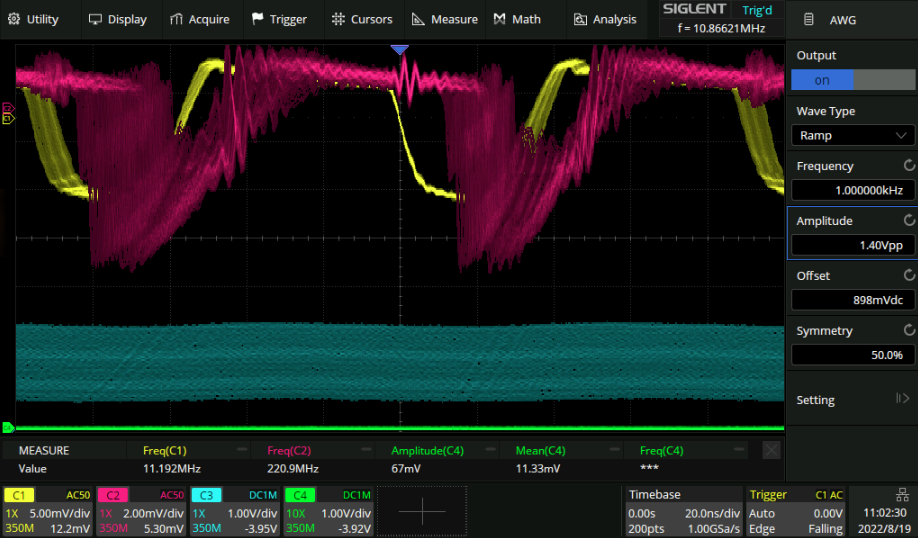 Utility Display Acquire Trigger Cursors Measure Math Analysis SIGLENT Trig'd AWG
f = 10.86621MHz
Output
on
Wave Type
Ramp
Frequency
1.000000kHz
Amplitude
1.40Vpp
Offset
898mVdc
Symmetry
50.0%
Setting
MEASURE Freq(C1) Freq(C2) Amplitude(C4) Mean(C4) Freq(C4)
Value 11.192MHz 220.9MHz 67mV 11.33mV ***
C1 AC50 C2 AC50 C3 DC1M C4 DC1M Timebase Trigger C1 AC
1X 5.00mV/div 1X 2.00mV/div 1X 1.00V/div 10X 1.00V/div 0.00s 20.0ns/div Auto 0.00V 11:02:30
350M 12.2mV 350M 5.30mV 350M -3.95V 350M -3.92V 200pts 1.00GSa/s Edge Falling 2022/8/19